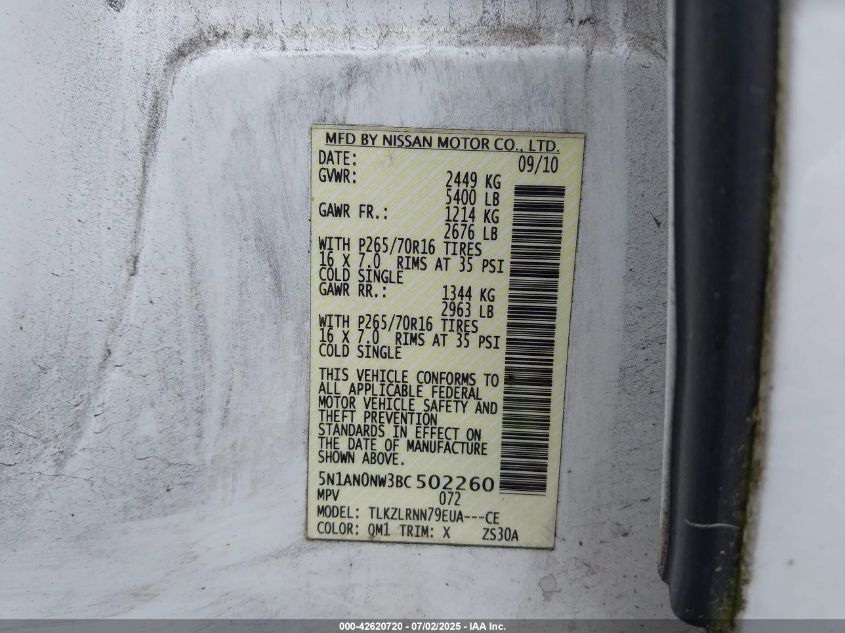 MFD BY NISSAN MOTOR CO., LTD.
DATE: 09/10
GVWR: 2449 KG
5400 LB
GAWR FR.: 1214 KG
2676 LB
WITH P265/70R16 TIRES
16 X 7.0 RIMS AT 35 PSI
COLD SINGLE
GAWR RR.: 1344 KG
2963 LB
WITH P265/70R16 TIRES
16 X 7.0 RIMS AT 35 PSI
COLD SINGLE
THIS VEHICLE CONFORMS TO
ALL APPLICABLE FEDERAL
MOTOR VEHICLE SAFETY AND
THEFT PREVENTION
STANDARDS IN EFFECT ON
THE DATE OF MANUFACTURE
SHOWN ABOVE.
5N1AN0NW3BC502260
MPV 072
MODEL: TLKZLRNN79EUA---CE
COLOR: QM1 TRIM: X ZS30A
000-42620720 - 07/02/2025 - IAA Inc.